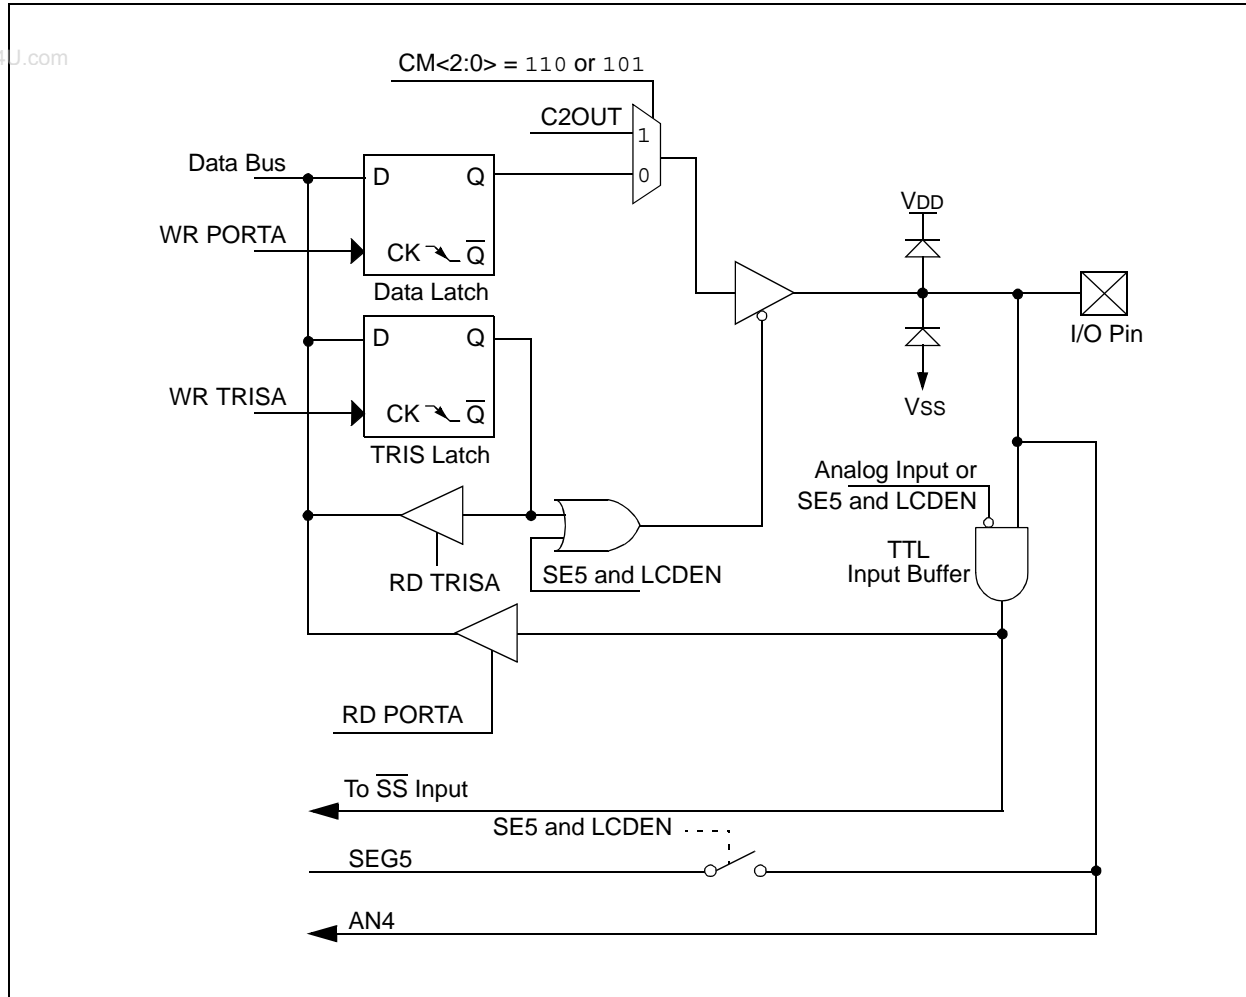 4U.com
CM<2:0> = 110 or 101
C2OUT
1
0
Data Bus
D Q
WR PORTA
CK Q̅
Data Latch
VDD
I/O Pin
VSS
D Q
WR TRISA
CK Q̅
TRIS Latch
Analog Input or
SE5 and LCDEN
TTL
Input Buffer
RD TRISA
SE5 and LCDEN
RD PORTA
To S̅S̅ Input
SE5 and LCDEN
SEG5
AN4